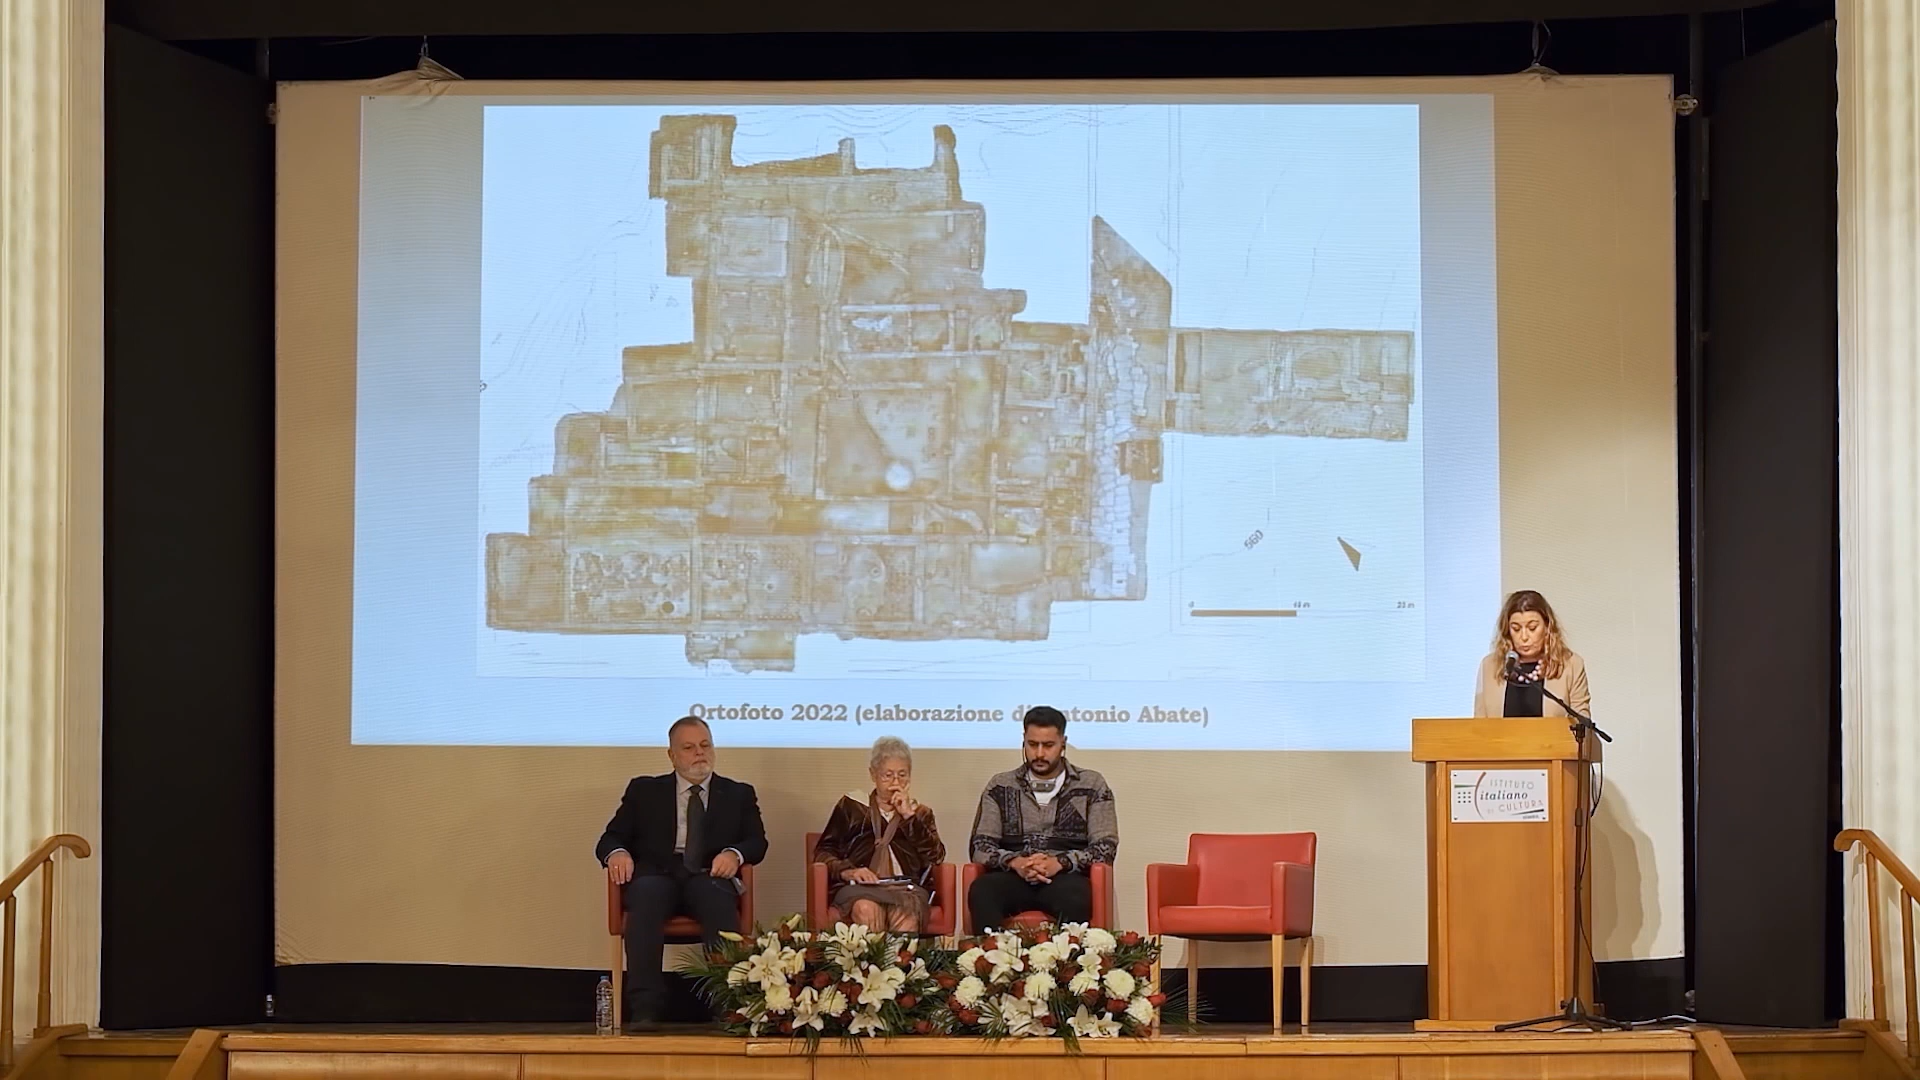 560
0 10 m 20 m
Ortofoto 2022 (elaborazione di Antonio Abate)
ISTITUTO
italiano
DI CULTURA